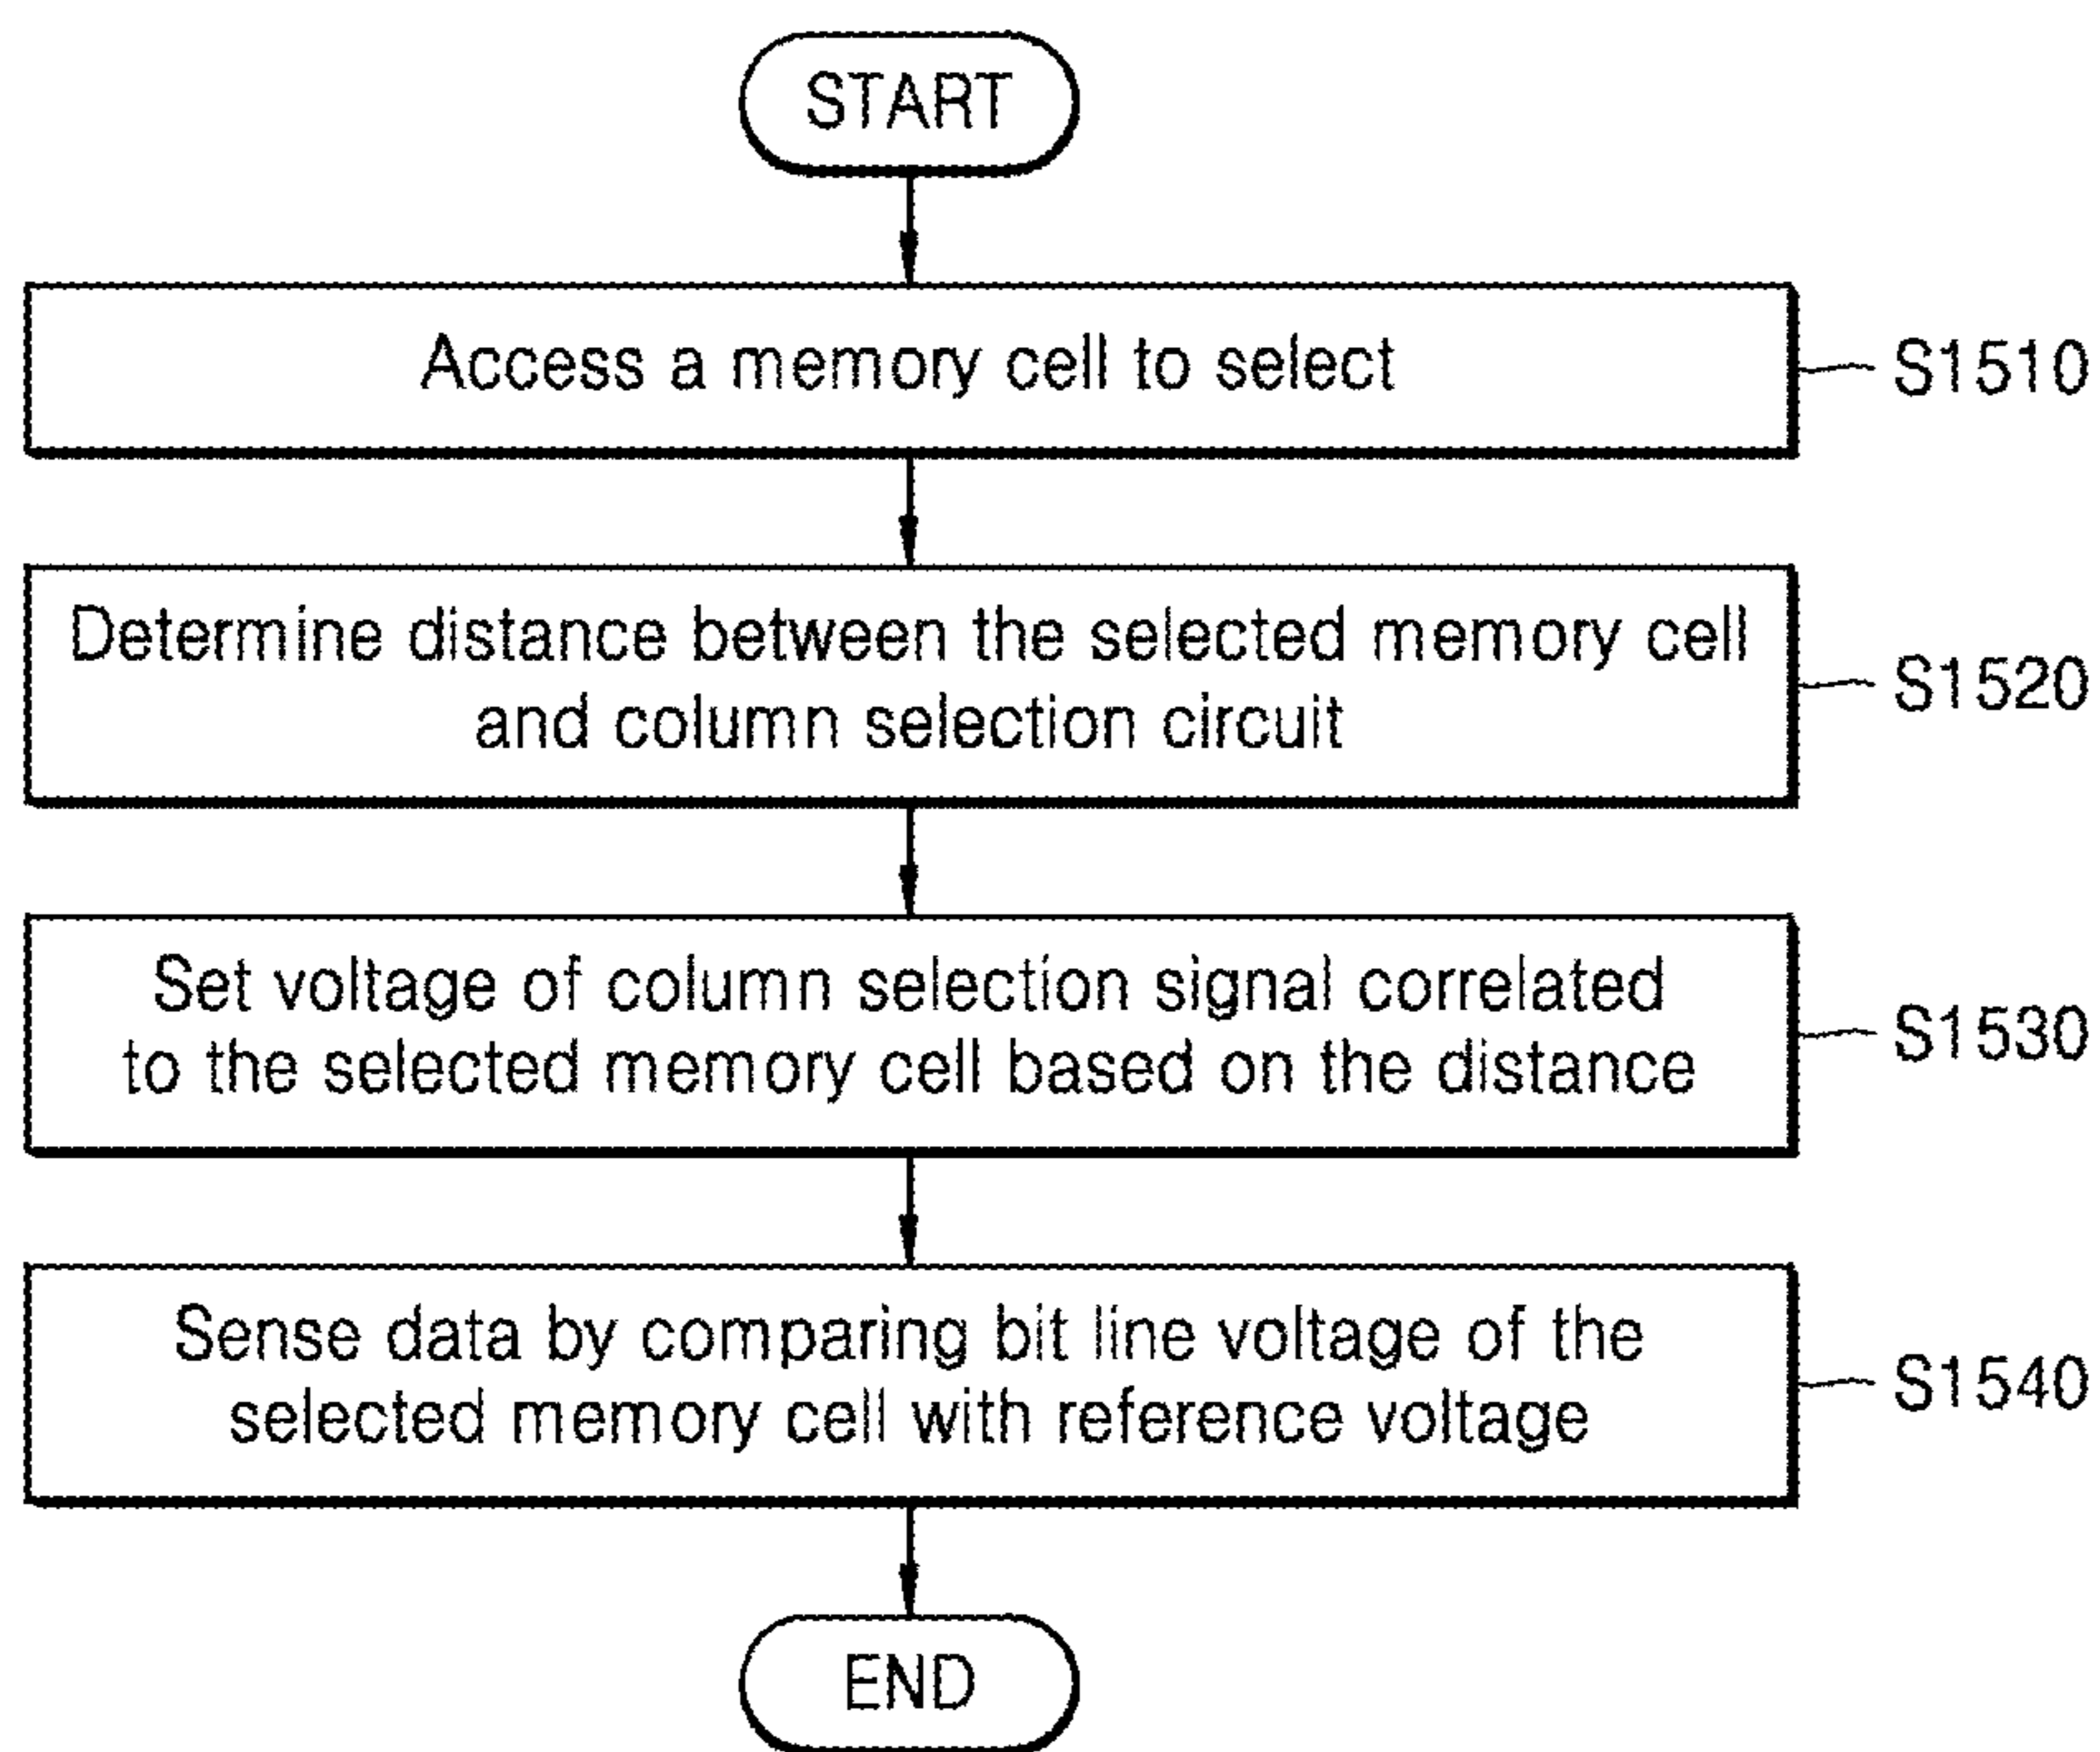 START
Access a memory cell to select
S1510
Determine distance between the selected memory cell
and column selection circuit
S1520
Set voltage of column selection signal correlated
to the selected memory cell based on the distance
S1530
Sense data by comparing bit line voltage of the
selected memory cell with reference voltage
S1540
END